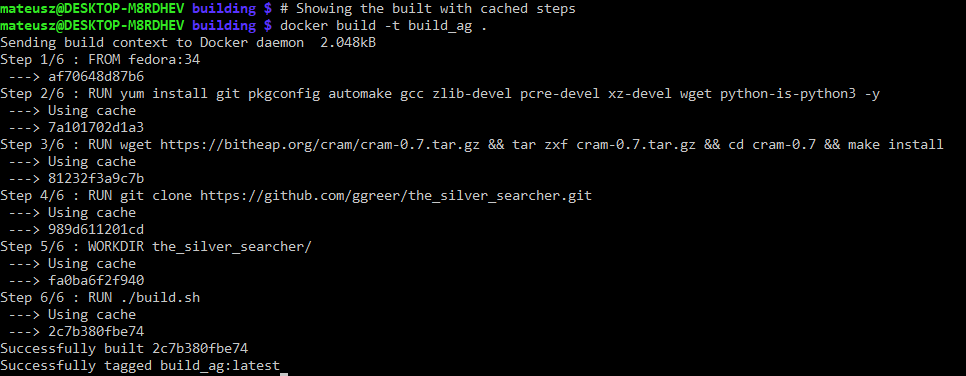 mateusz@DESKTOP-M8RDHEV building $ # Showing the built with cached steps
mateusz@DESKTOP-M8RDHEV building $ docker build -t build_ag .
Sending build context to Docker daemon  2.048kB
Step 1/6 : FROM fedora:34
 ---> af70648d87b6
Step 2/6 : RUN yum install git pkgconfig automake gcc zlib-devel pcre-devel xz-devel wget python-is-python3 -y
 ---> Using cache
 ---> 7a101702d1a3
Step 3/6 : RUN wget https://bitheap.org/cram/cram-0.7.tar.gz && tar zxf cram-0.7.tar.gz && cd cram-0.7 && make install
 ---> Using cache
 ---> 81232f3a9c7b
Step 4/6 : RUN git clone https://github.com/ggreer/the_silver_searcher.git
 ---> Using cache
 ---> 989d611201cd
Step 5/6 : WORKDIR the_silver_searcher/
 ---> Using cache
 ---> fa0ba6f2f940
Step 6/6 : RUN ./build.sh
 ---> Using cache
 ---> 2c7b380fbe74
Successfully built 2c7b380fbe74
Successfully tagged build_ag:latest